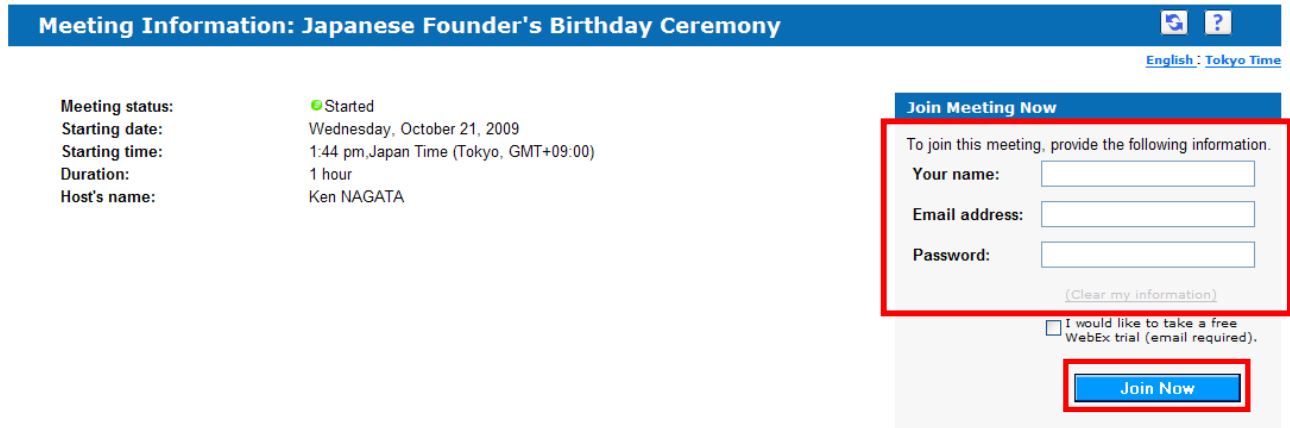 Meeting Information: Japanese Founder's Birthday Ceremony
?
English : Tokyo Time
Meeting status: Started
Starting date: Wednesday, October 21, 2009
Starting time: 1:44 pm,Japan Time (Tokyo, GMT+09:00)
Duration: 1 hour
Host's name: Ken NAGATA
Join Meeting Now
To join this meeting, provide the following information.
Your name:
Email address:
Password:
(Clear my information)
I would like to take a free
WebEx trial (email required).
Join Now